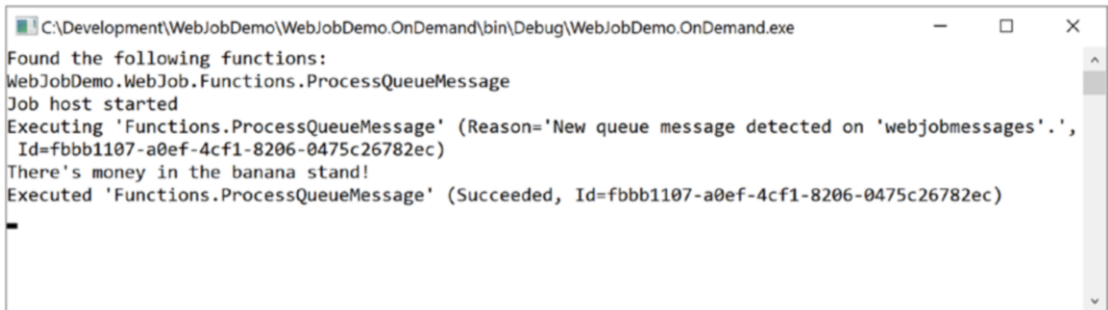 C:\Development\WebJobDemo\WebJobDemo.OnDemand\bin\Debug\WebJobDemo.OnDemand.exe
Found the following functions:
WebJobDemo.WebJob.Functions.ProcessQueueMessage
Job host started
Executing 'Functions.ProcessQueueMessage' (Reason='New queue message detected on 'webjobmessages'.',
 Id=fbbb1107-a0ef-4cf1-8206-0475c26782ec)
There's money in the banana stand!
Executed 'Functions.ProcessQueueMessage' (Succeeded, Id=fbbb1107-a0ef-4cf1-8206-0475c26782ec)